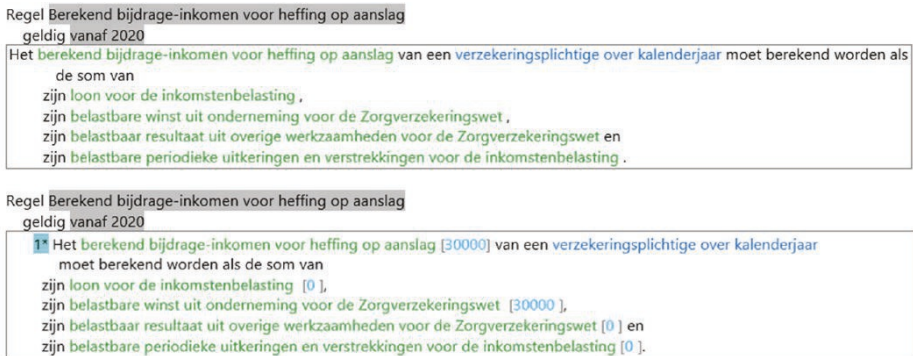 Regel Berekend bijdrage-inkomen voor heffing op aanslag
geldig vanaf 2020
Het berekend bijdrage-inkomen voor heffing op aanslag van een verzekeringsplichtige over kalenderjaar moet berekend worden als
de som van
zijn loon voor de inkomstenbelasting ,
zijn belastbare winst uit onderneming voor de Zorgverzekeringswet ,
zijn belastbaar resultaat uit overige werkzaamheden voor de Zorgverzekeringswet en
zijn belastbare periodieke uitkeringen en verstrekkingen voor de inkomstenbelasting .
Regel Berekend bijdrage-inkomen voor heffing op aanslag
geldig vanaf 2020
1* Het berekend bijdrage-inkomen voor heffing op aanslag [30000] van een verzekeringsplichtige over kalenderjaar
moet berekend worden als de som van
zijn loon voor de inkomstenbelasting [0 ],
zijn belastbare winst uit onderneming voor de Zorgverzekeringswet [30000 ],
zijn belastbaar resultaat uit overige werkzaamheden voor de Zorgverzekeringswet [0 ] en
zijn belastbare periodieke uitkeringen en verstrekkingen voor de inkomstenbelasting [0 ].